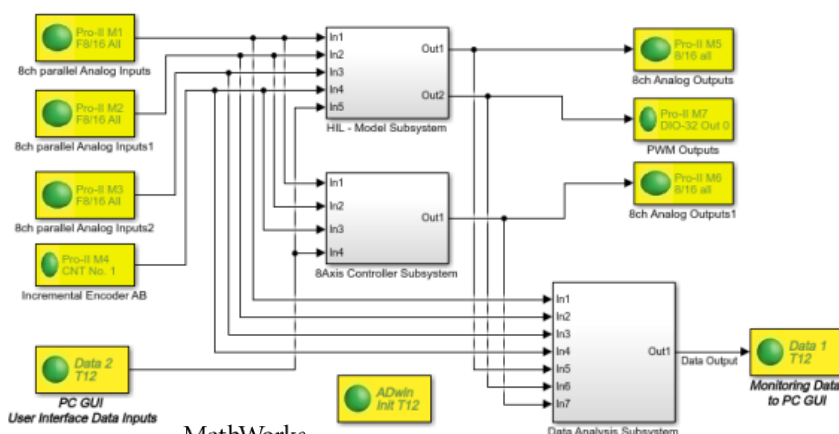 Pro-II M1
F8/16 All
8ch parallel Analog Inputs
Pro-II M2
F8/16 All
8ch parallel Analog Inputs1
Pro-II M3
F8/16 All
8ch parallel Analog Inputs2
Pro-II M4
CNT No. 1
Incremental Encoder AB
Data 2
T12
PC GUI
User Interface Data Inputs
In1
In2
In3
In4
In5
Out1
Out2
HIL - Model Subsystem
In1
In2
In3
In4
Out1
8Axis Controller Subsystem
ADwin
Init T12
MathWorks
In1
In2
In3
In4
In5
In6
In7
Out1
Data Analysis Subsystem
Data Output
Pro-II M5
8/16 all
8ch Analog Outputs
Pro-II M7
DIO-32 Out 0
PWM Outputs
Pro-II M6
8/16 all
8ch Analog Outputs1
Data 1
T12
Monitoring Data
to PC GUI